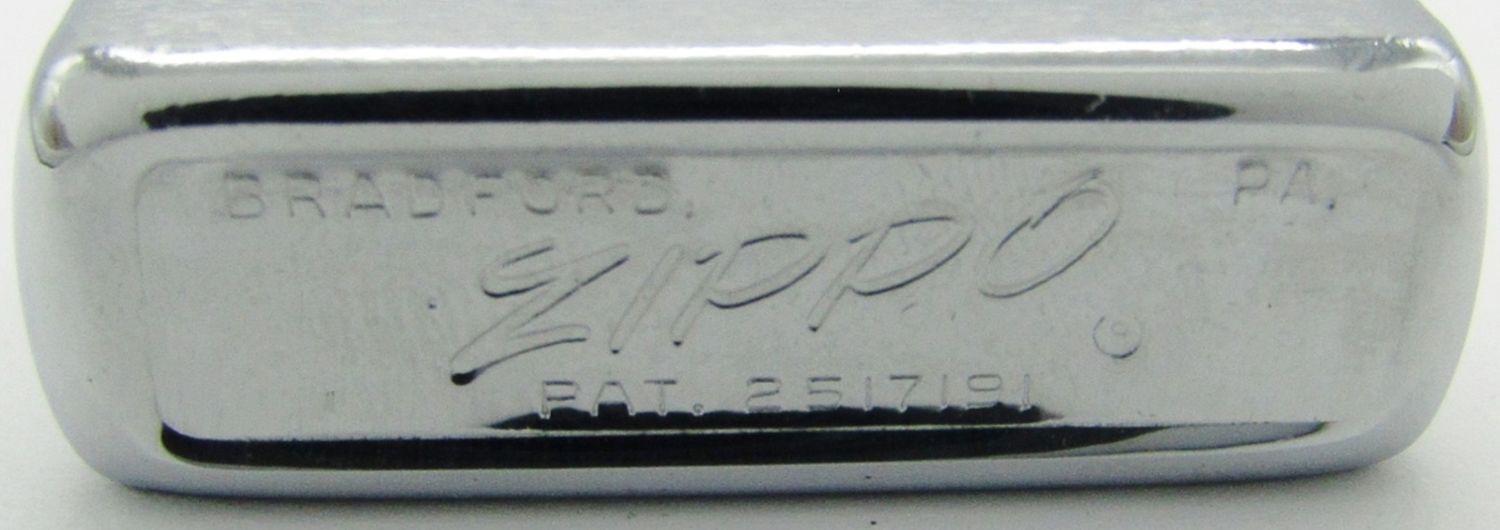 BRADFORD, PA.
ZIPPO ®
PAT. 2517191